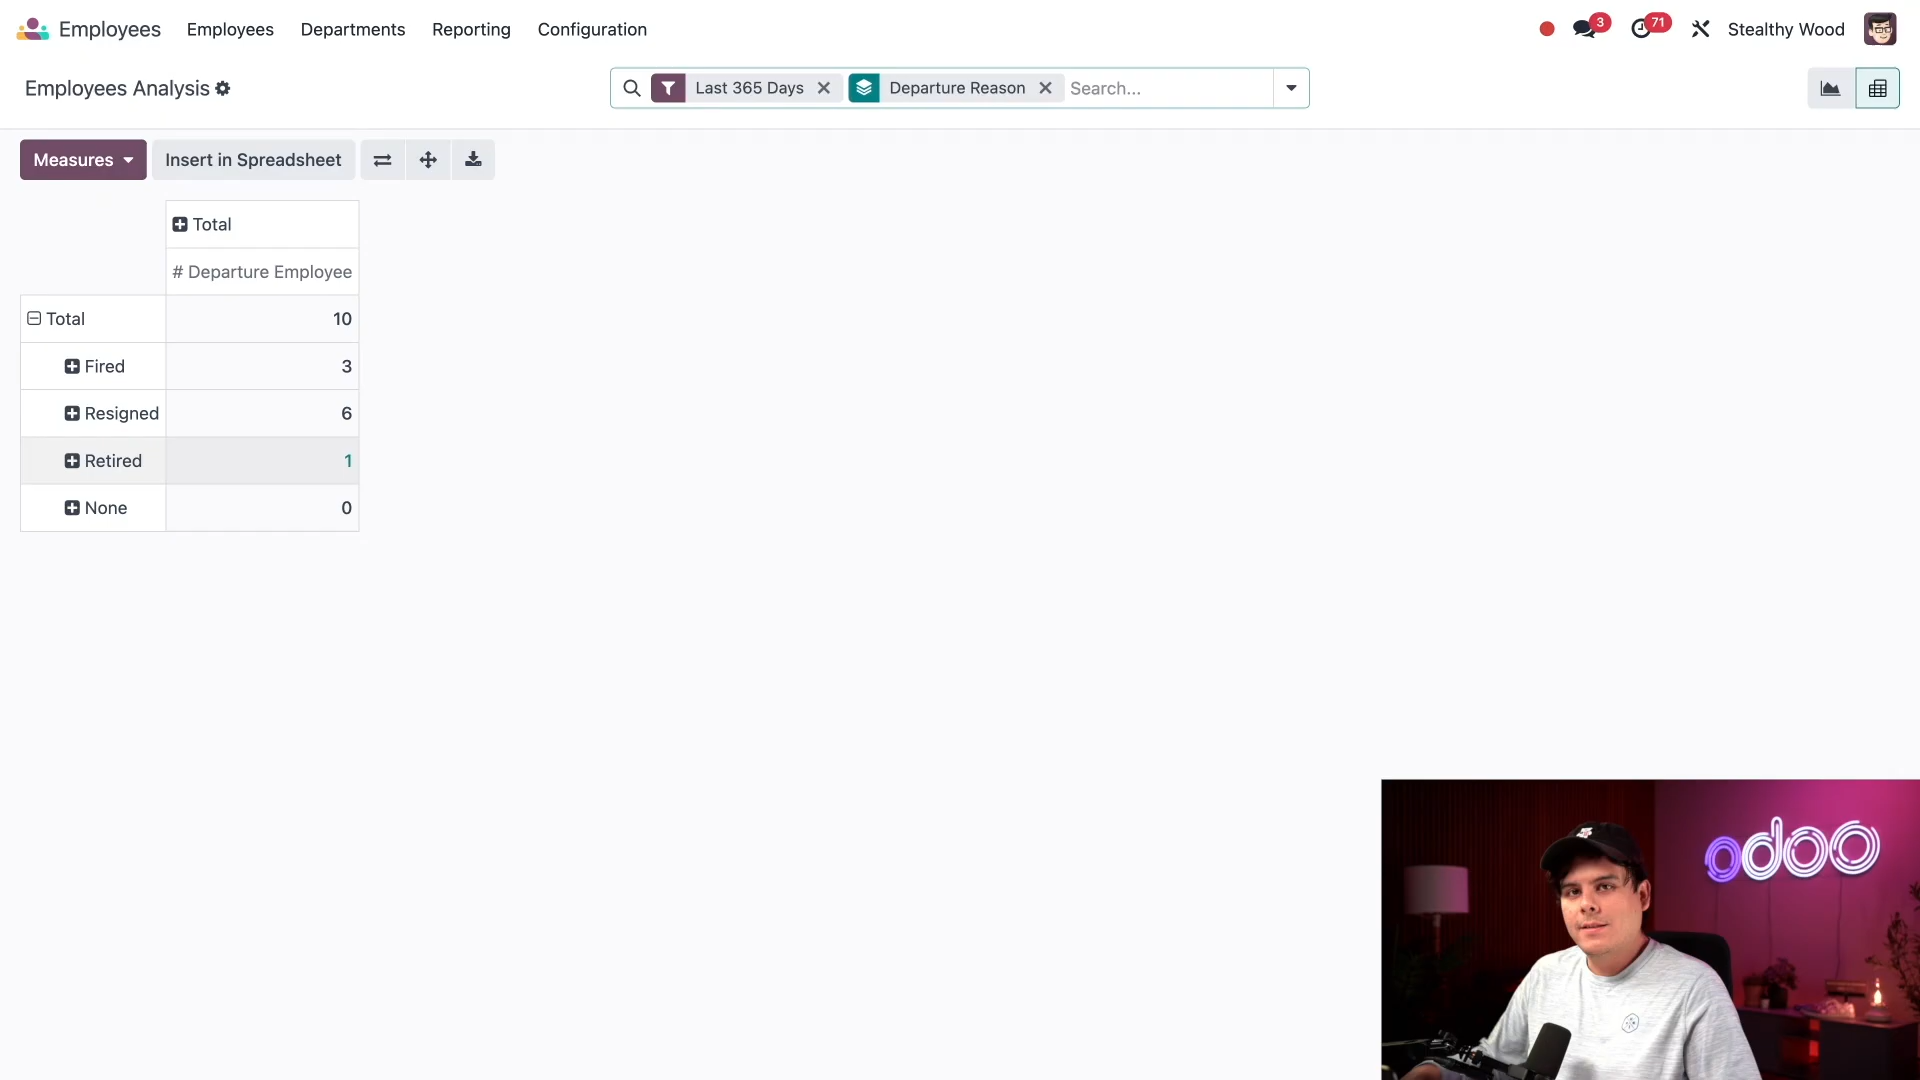 Employees Employees Departments Reporting Configuration 3 71 Stealthy Wood
Employees Analysis Last 365 Days Departure Reason Search...
Measures Insert in Spreadsheet
Total
# Departure Employee
Total 10
Fired 3
Resigned 6
Retired 1
None 0
odoo